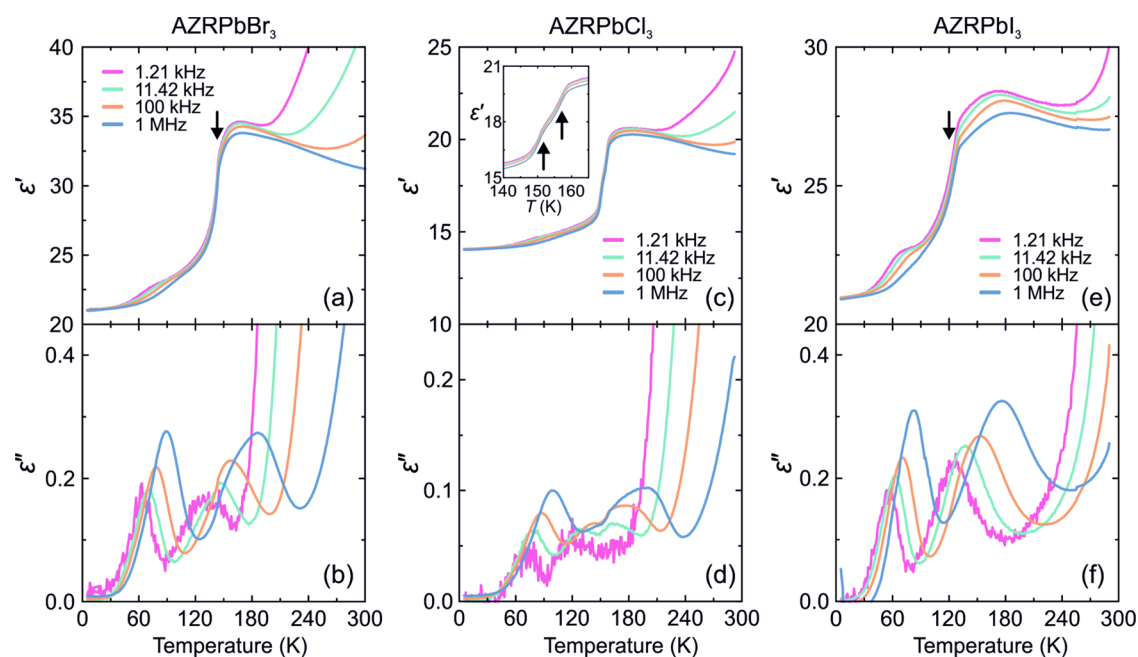 AZRPbBr₃
AZRPbCl₃
AZRPbI₃
40
35
30
25
20
ε′
1.21 kHz
11.42 kHz
100 kHz
1 MHz
(a)
25
20
15
10
ε′
21
18
15
ε′
140 150 160
T (K)
1.21 kHz
11.42 kHz
100 kHz
1 MHz
(c)
30
25
20
ε′
1.21 kHz
11.42 kHz
100 kHz
1 MHz
(e)
0.4
0.2
0.0
ε″
(b)
0 60 120 180 240 300
Temperature (K)
0.2
0.1
0.0
ε″
(d)
0 60 120 180 240 300
Temperature (K)
0.4
0.2
0.0
ε″
(f)
0 60 120 180 240 300
Temperature (K)